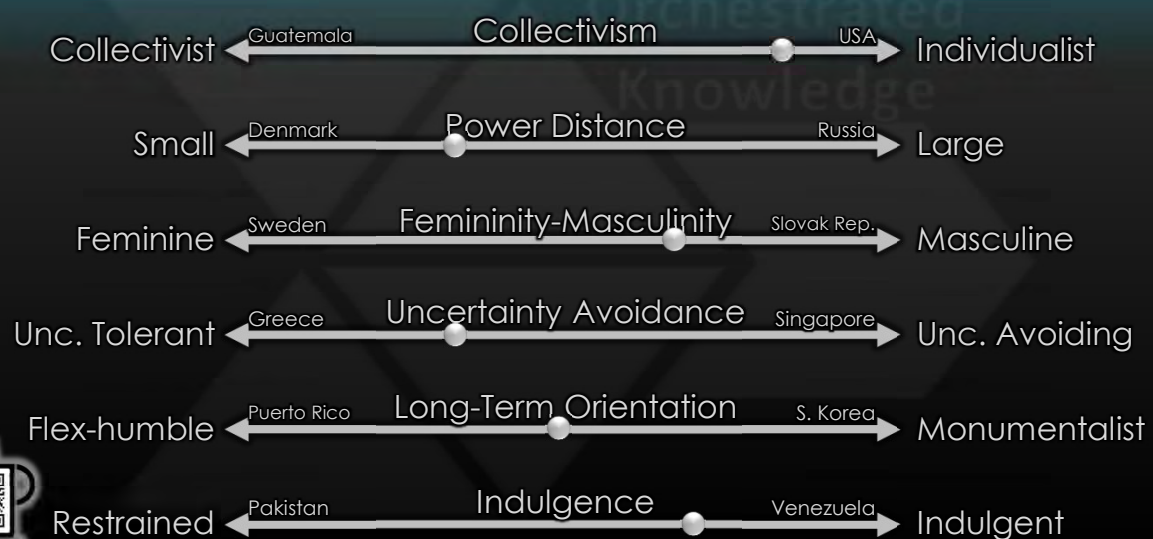 Orchestrated
Knowledge
Collectivism
Collectivist Guatemala USA Individualist
Power Distance
Small Denmark Russia Large
Femininity-Masculinity
Feminine Sweden Slovak Rep. Masculine
Uncertainty Avoidance
Unc. Tolerant Greece Singapore Unc. Avoiding
Long-Term Orientation
Flex-humble Puerto Rico S. Korea Monumentalist
Indulgence
Restrained Pakistan Venezuela Indulgent